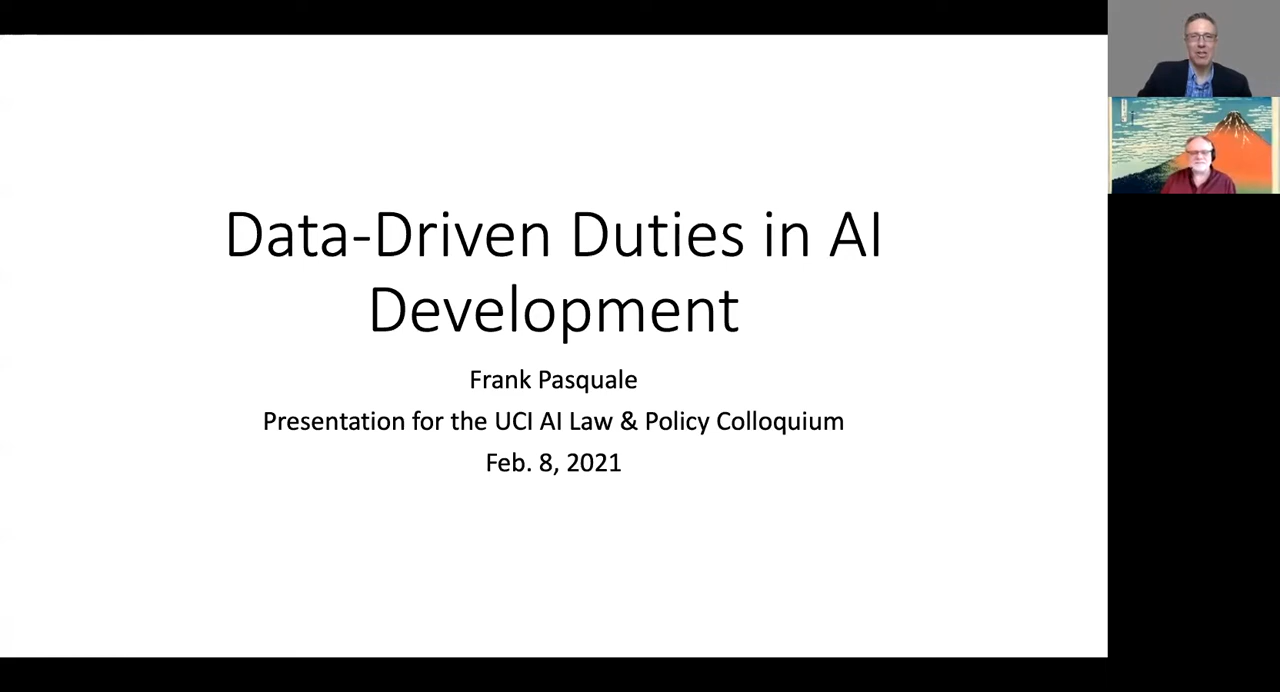 Data-Driven Duties in AI
Development
Frank Pasquale
Presentation for the UCI AI Law & Policy Colloquium
Feb. 8, 2021